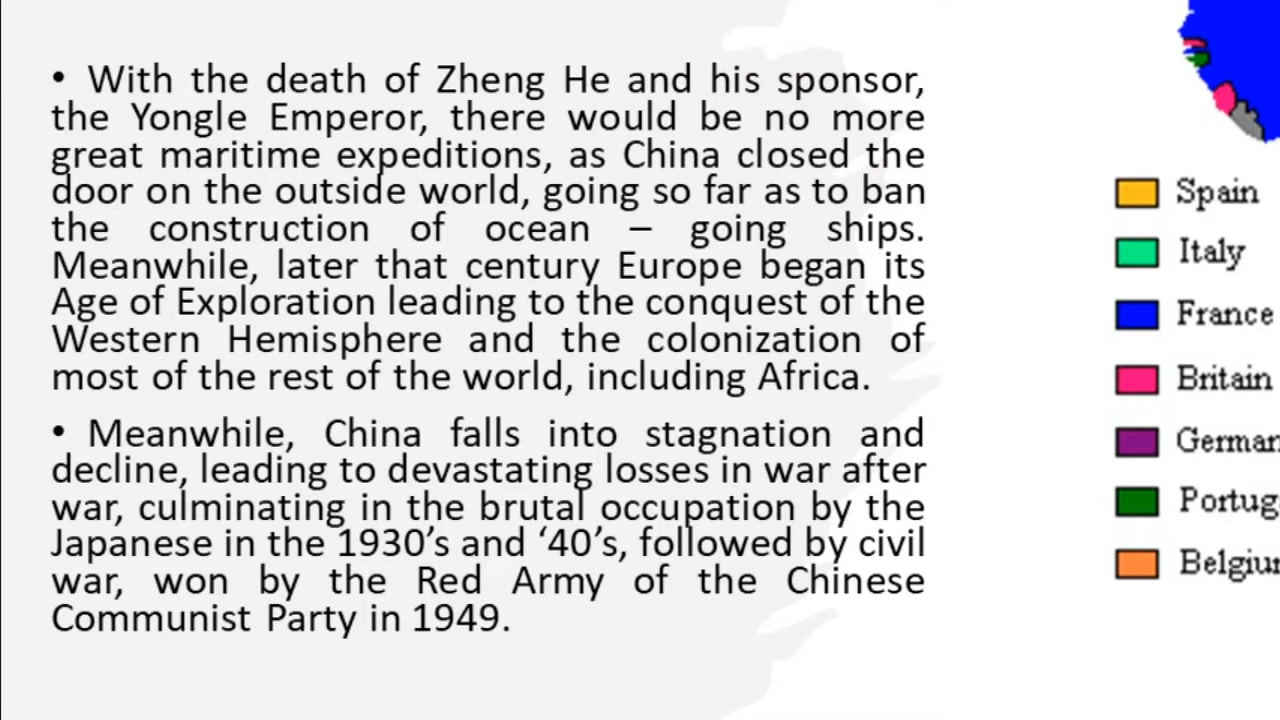 • With the death of Zheng He and his sponsor,
the Yongle Emperor, there would be no more
great maritime expeditions, as China closed the
door on the outside world, going so far as to ban
the construction of ocean – going ships.
Meanwhile, later that century Europe began its
Age of Exploration leading to the conquest of the
Western Hemisphere and the colonization of
most of the rest of the world, including Africa.
• Meanwhile, China falls into stagnation and
decline, leading to devastating losses in war after
war, culminating in the brutal occupation by the
Japanese in the 1930’s and ‘40’s, followed by civil
war, won by the Red Army of the Chinese
Communist Party in 1949.
Spain
Italy
France
Britain
German
Portug
Belgiur